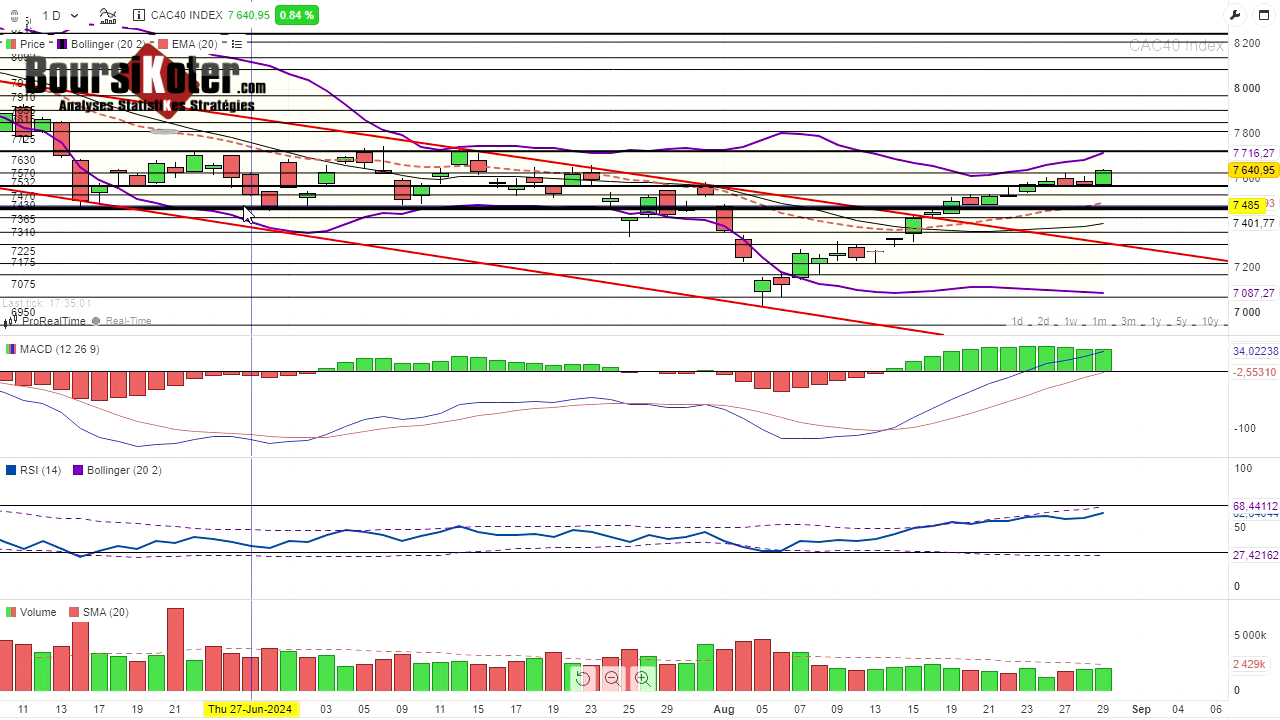 1 D
CAC40 INDEX 7 640,95 0.84 %
Price Bollinger (20 2) EMA (20)
CAC40 Index
BoursiKoter.com
Analyses StatistiKes Stratégies
7910
7725
7630
7570
7532
7470
7365
7310
7225
7175
7075
6950
Last tick: 17:35:01
ProRealTime Real-Time
1d 2d 1w 1m 3m 1y 5y 10y
8 200
8 000
7 800
7 716,27
7 640,95
7 485
7 401,77
7 200
7 087,27
7 000
MACD (12 26 9)
34,02238
-2,55310
-100
RSI (14) Bollinger (20 2)
100
68,44112
50
27,42162
0
Volume SMA (20)
5 000k
2 429k
0
11 13 17 19 21 Thu 27-Jun-2024 03 05 09 11 15 17 19 23 25 29 Aug 05 07 09 13 15 19 21 23 27 29 Sep 04 06